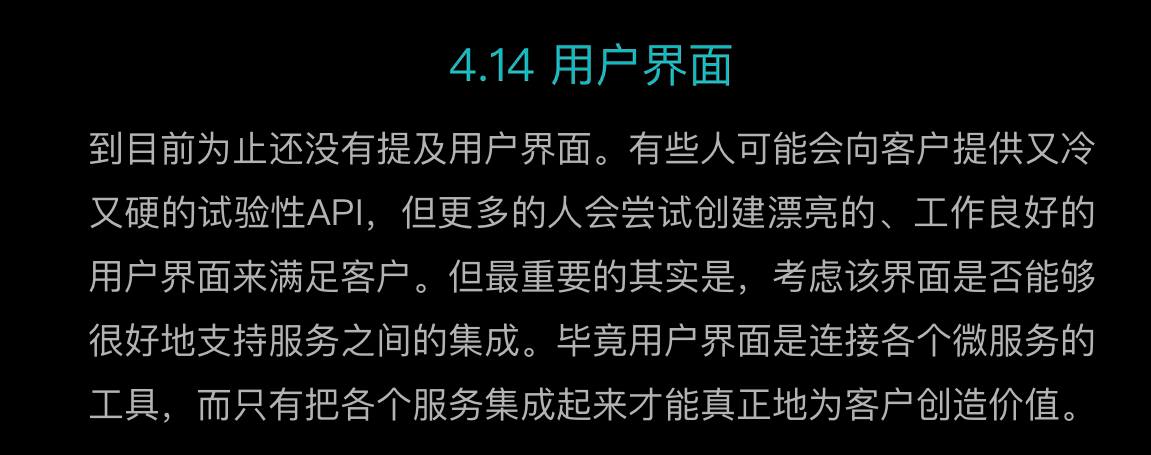 4.14 用户界面
到目前为止还没有提及用户界面。有些人可能会向客户提供又冷
又硬的试验性API，但更多的人会尝试创建漂亮的、工作良好的
用户界面来满足客户。但最重要的其实是，考虑该界面是否能够
很好地支持服务之间的集成。毕竟用户界面是连接各个微服务的
工具，而只有把各个服务集成起来才能真正地为客户创造价值。